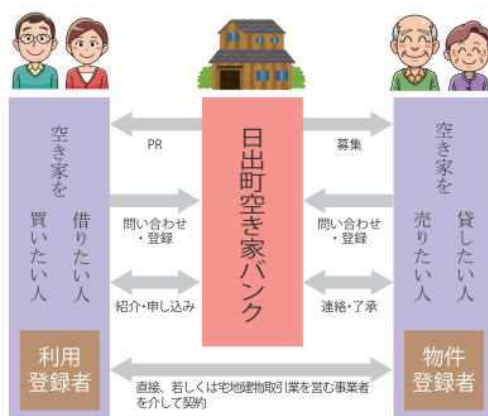 空き家を
借りたい人
買いたい人
利用
登録者
PR
問い合わせ
・登録
紹介・申し込み
日出町空き家バンク
募集
問い合わせ
・登録
連絡・了承
空き家を
貸したい人
売りたい人
物件
登録者
直接、若しくは宅地建物取引業を営む事業者
を介して契約